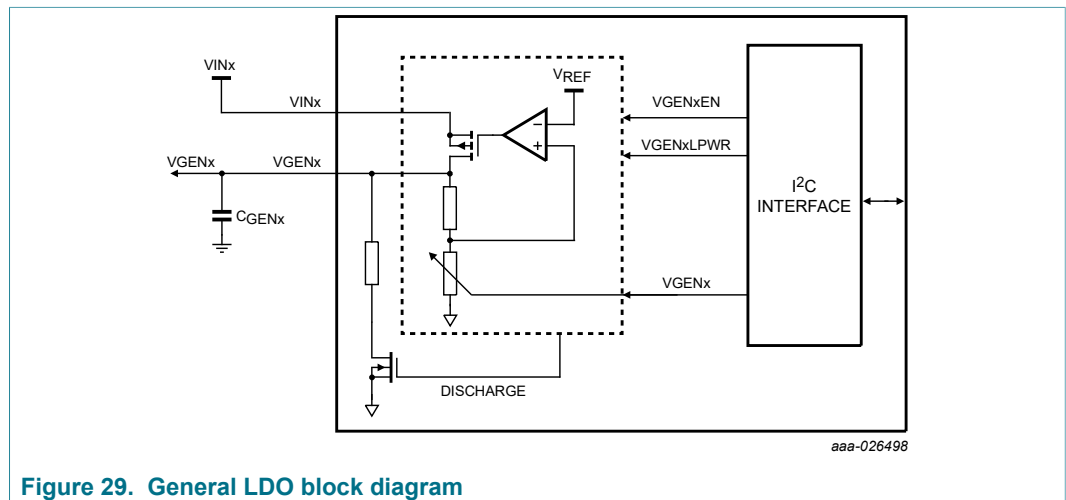 VINx
VINx
VREF
VGENxEN
VGENx
VGENx
VGENxLPWR
CGENx
I2C
INTERFACE
VGENx
DISCHARGE
aaa-026498
Figure 29. General LDO block diagram